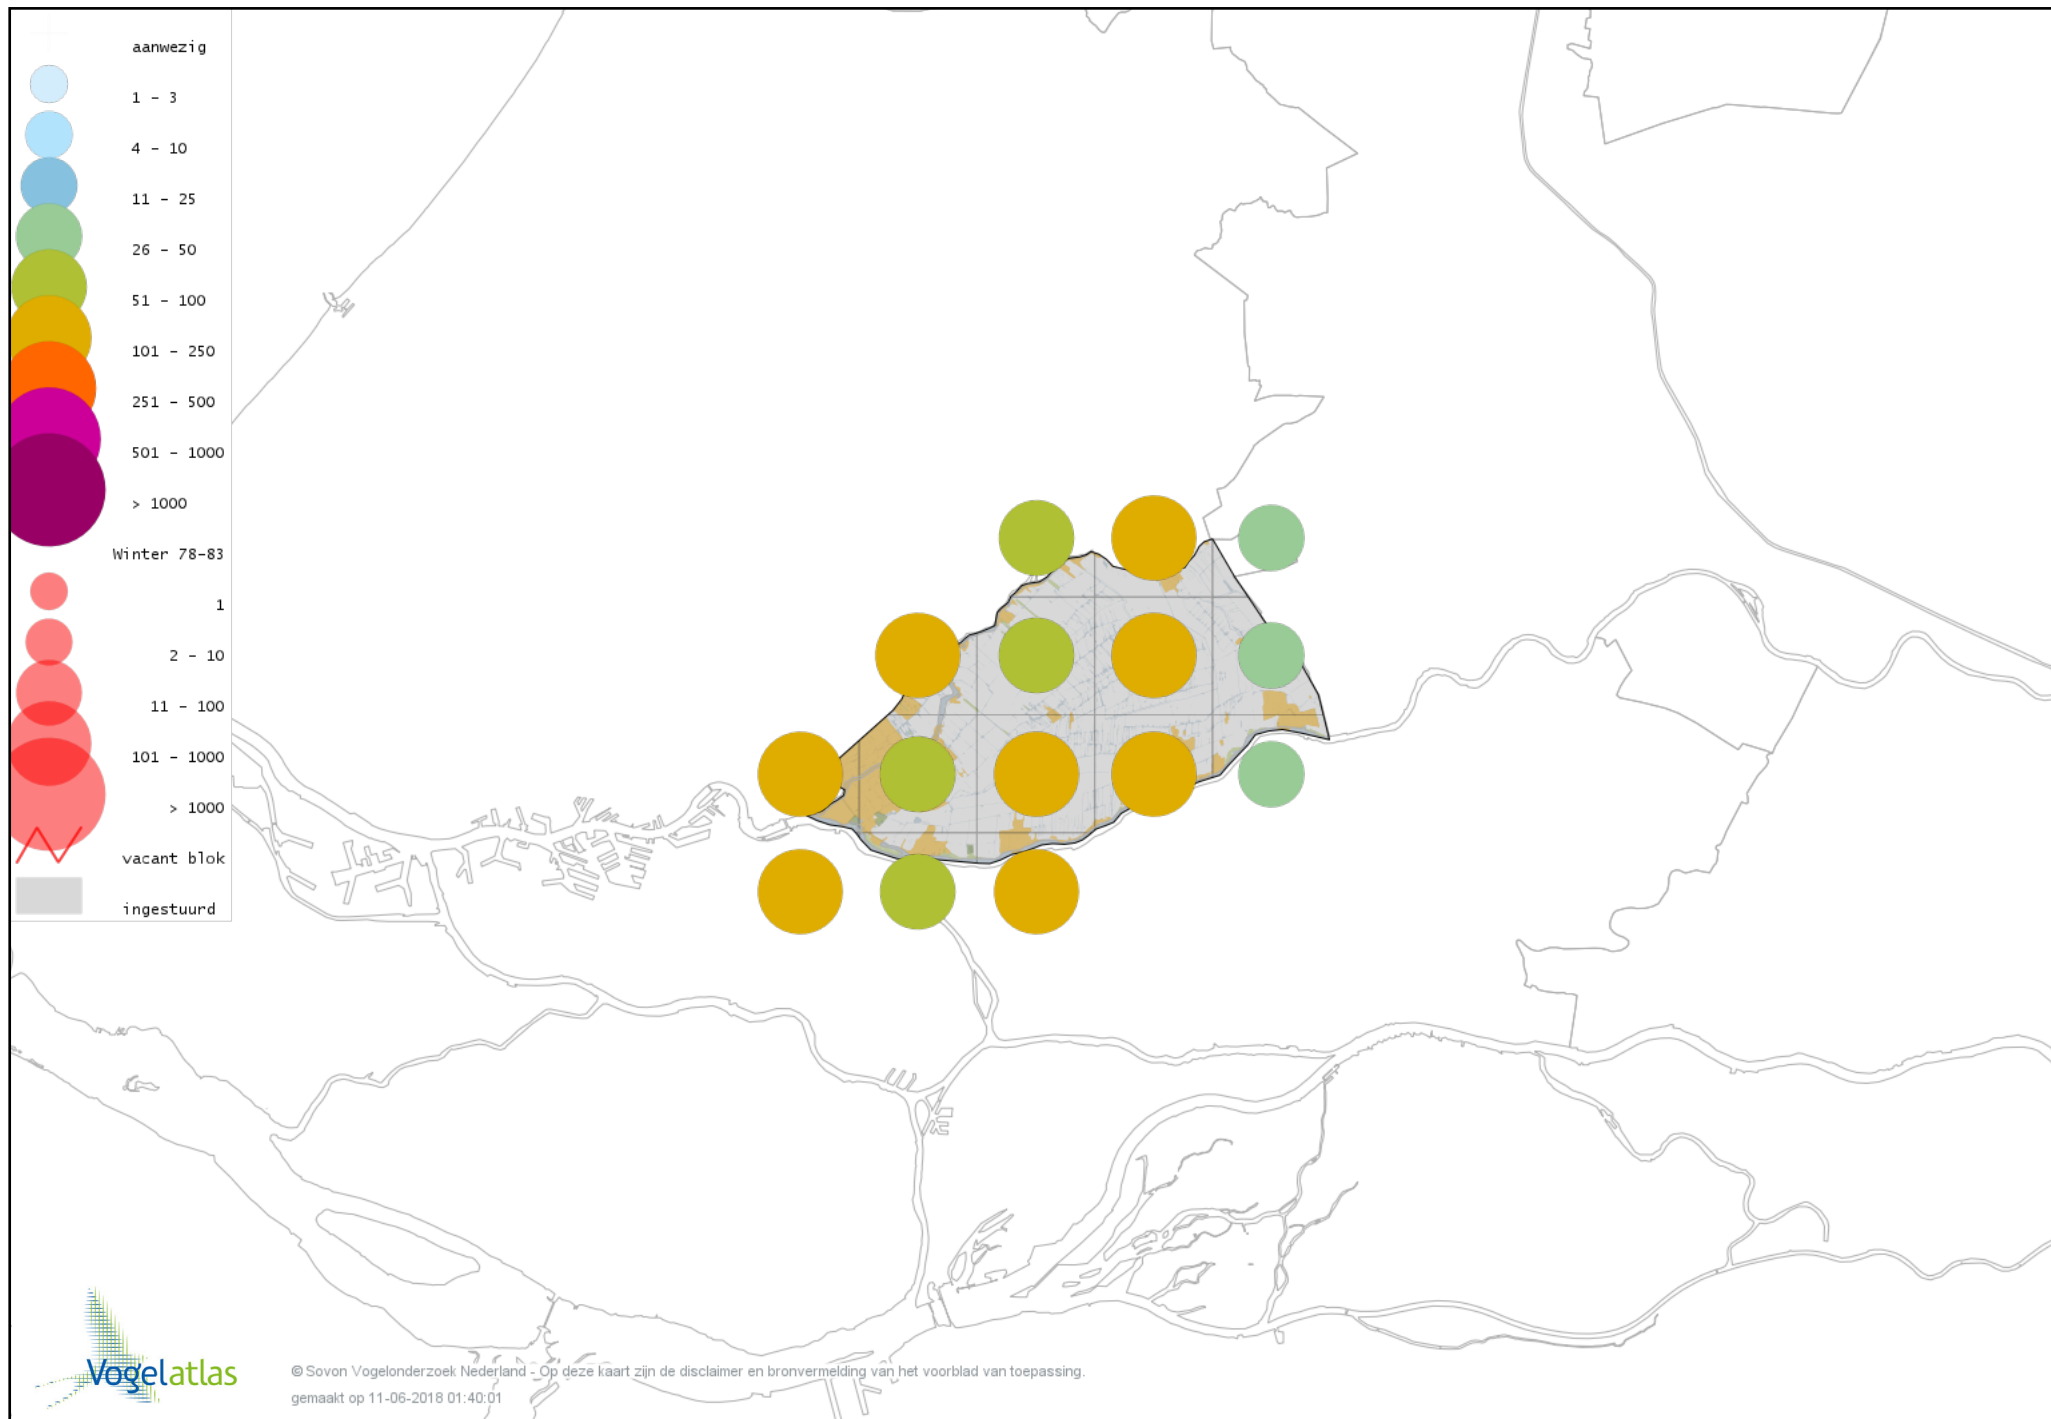 aanwezig
1 - 3
4 - 10
11 - 25
26 - 50
51 - 100
101 - 250
251 - 500
501 - 1000
> 1000
Winter 78-83
1
2 - 10
11 - 100
101 - 1000
> 1000
vacant blok
ingestuurd
Vogelatlas
© Sovon Vogelonderzoek Nederland - Op deze kaart zijn de disclaimer en bronvermelding van het voorblad van toepassing.
gemaakt op 11-06-2018 01:40:01